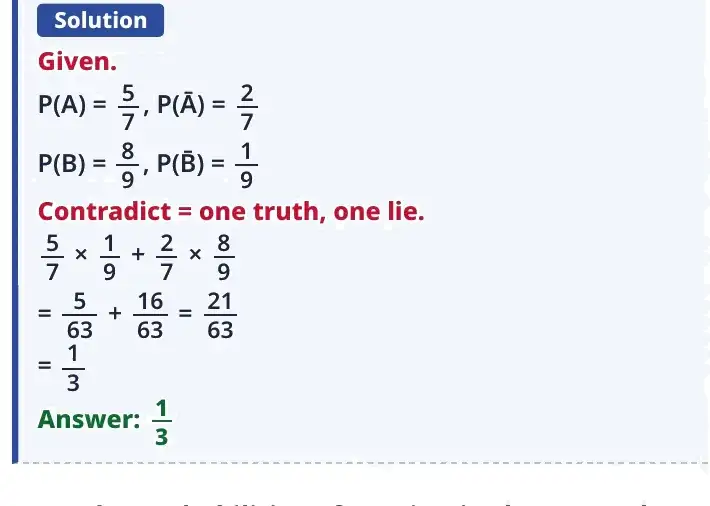 Solution
Given.
P(A) = 5/7, P(Ā) = 2/7
P(B) = 8/9, P(B̄) = 1/9
Contradict = one truth, one lie.
5/7 × 1/9 + 2/7 × 8/9
= 5/63 + 16/63 = 21/63
= 1/3
Answer: 1/3